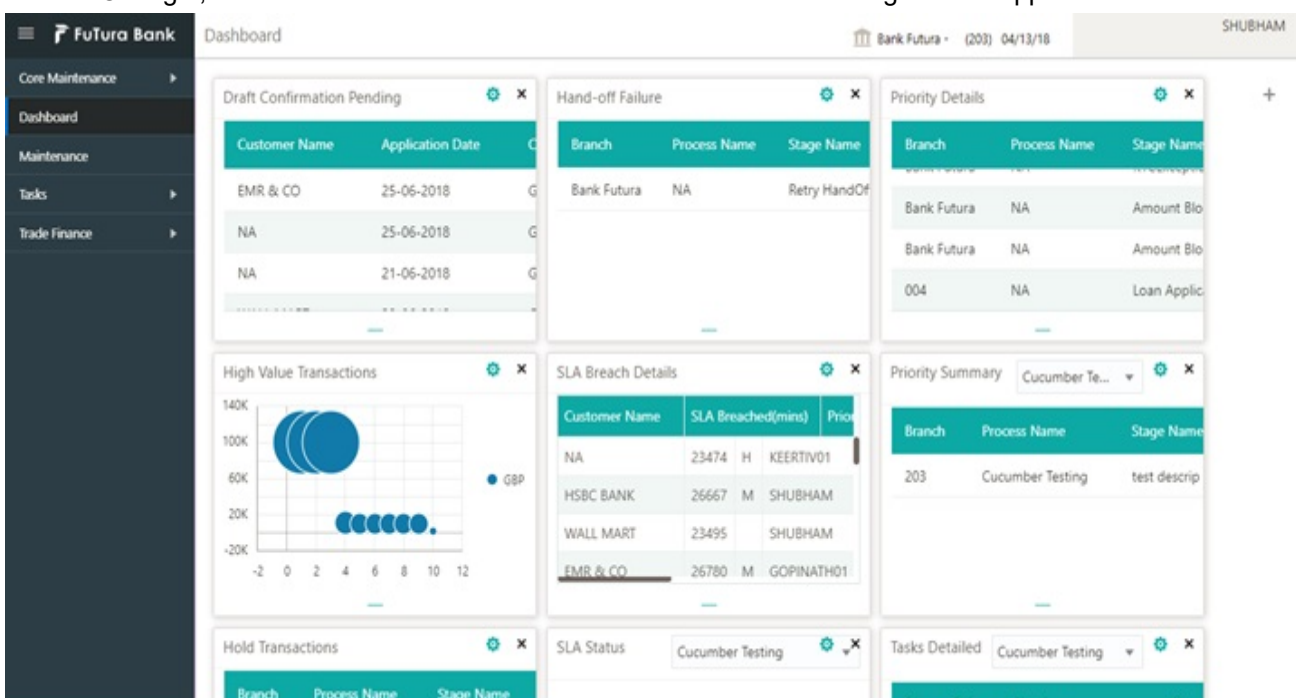 FuTura Bank
Dashboard
Bank Futura - (203) 04/13/18
SHUBHAM
Core Maintenance
Dashboard
Maintenance
Tasks
Trade Finance
Draft Confirmation Pending
Customer Name Application Date
EMR & CO 25-06-2018 G
NA 25-06-2018 G
NA 21-06-2018 G
Hand-off Failure
Branch Process Name Stage Name
Bank Futura NA Retry HandOf
Priority Details
Branch Process Name Stage Name
Bank Futura NA Amount Blo
Bank Futura NA Amount Blo
004 NA Loan Applic
High Value Transactions
140K
100K
60K
20K
-20K
-2 0 2 4 6 8 10 12
GBP
SLA Breach Details
Customer Name SLA Breached(mins) Prior
NA 23474 H KEERTIV01
HSBC BANK 26667 M SHUBHAM
WALL MART 23495 SHUBHAM
EMR & CO 26780 M GOPINATH01
Priority Summary Cucumber Te...
Branch Process Name Stage Name
203 Cucumber Testing test descrip
Hold Transactions
Branch Process Name Stage Name
SLA Status Cucumber Testing
Tasks Detailed Cucumber Testing